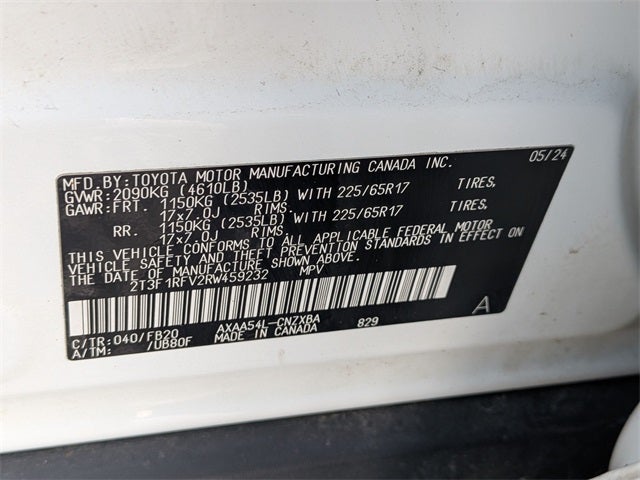 MFD.BY:TOYOTA MOTOR MANUFACTURING CANADA INC. 05/24
GVWR:2090KG (4610LB)
GAWR:FRT. 1150KG (2535LB) WITH 225/65R17 TIRES,
17x7.0J RIMS.
RR. 1150KG (2535LB) WITH 225/65R17 TIRES,
17x7.0J RIMS.
THIS VEHICLE CONFORMS TO ALL APPLICABLE FEDERAL MOTOR
VEHICLE SAFETY AND THEFT PREVENTION STANDARDS IN EFFECT ON
THE DATE OF MANUFACTURE SHOWN ABOVE.
2T3F1RFV2RW459232 MPV
C/TR:040/FB20 AXAA54L-CNZXBA 829 A
A/TM: /UB80F MADE IN CANADA